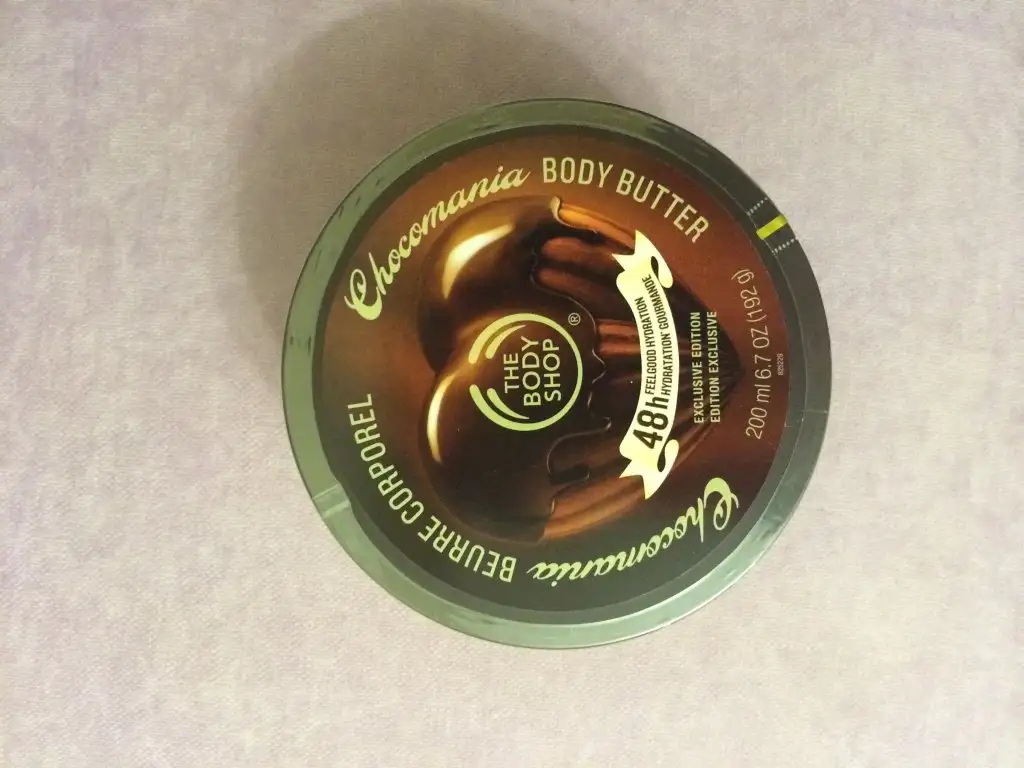 Chocomania BODY BUTTER
THE
BODY
SHOP®
48h FEELGOOD HYDRATION
HYDRATATION GOURMANDE
EXCLUSIVE EDITION
EDITION EXCLUSIVE
200 ml 6.7 OZ (192 g)
Chocomania BEURRE CORPOREL